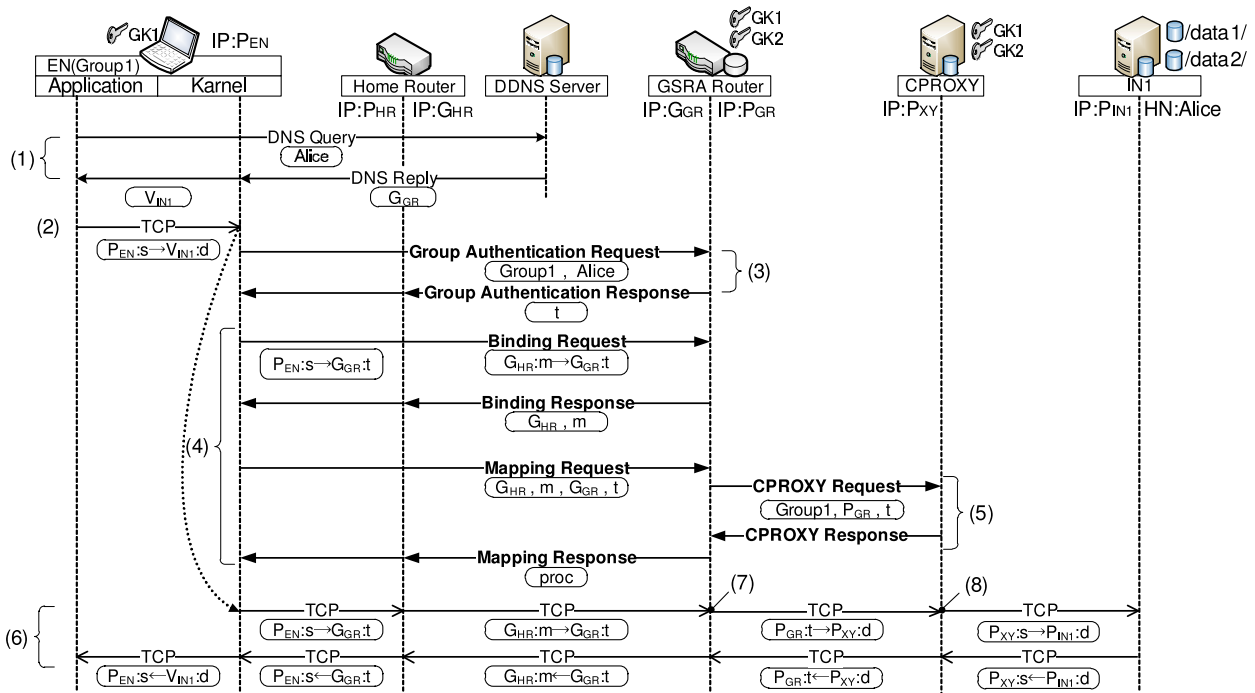 GK1
IP:PEN
EN(Group1)
Application
Karnel
Home Router
IP:PHR
IP:GHR
DDNS Server
GK1
GK2
GSRA Router
IP:GGR
IP:PGR
GK1
GK2
CPROXY
IP:PXY
/data1/
/data2/
IN1
IP:PIN1
HN:Alice
(1)
DNS Query
Alice
DNS Reply
VIN1
GGR
(2)
TCP
PEN:s→VIN1:d
Group Authentication Request
Group1 , Alice
(3)
Group Authentication Response
t
(4)
Binding Request
PEN:s→GGR:t
GHR:m→GGR:t
Binding Response
GHR , m
Mapping Request
GHR , m , GGR , t
CPROXY Request
Group1, PGR , t
(5)
CPROXY Response
Mapping Response
proc
(7)
(8)
(6)
TCP
TCP
TCP
TCP
PEN:s→GGR:t
GHR:m→GGR:t
PGR:t→PXY:d
PXY:s→PIN1:d
TCP
TCP
TCP
TCP
TCP
PEN:s←VIN1:d
PEN:s←GGR:t
GHR:m←GGR:t
PGR:t←PXY:d
PXY:s←PIN1:d